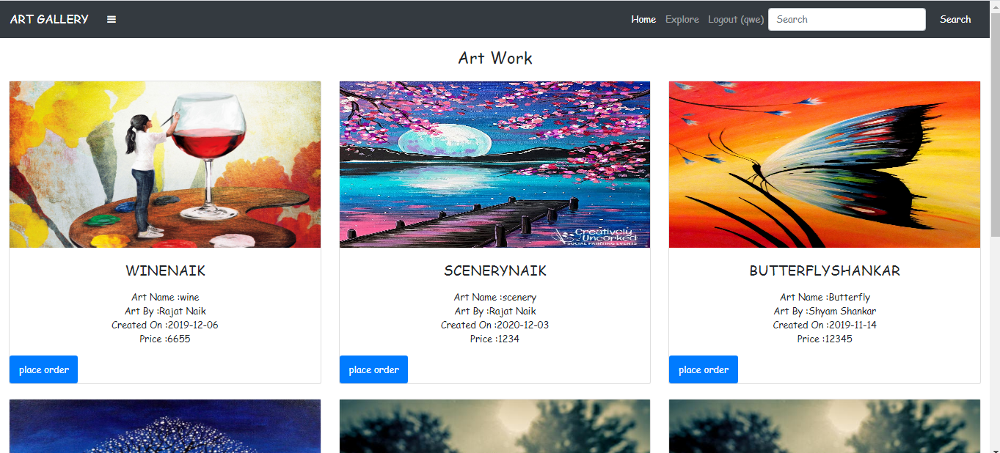 ART GALLERY
Home Explore Logout (qwe) Search Search
Art Work
Creatively
Uncorked
SOCIAL PAINTING EVENTS
WINENAIK
Art Name :wine
Art By :Rajat Naik
Created On :2019-12-06
Price :6655
place order
SCENERYNAIK
Art Name :scenery
Art By :Rajat Naik
Created On :2020-12-03
Price :1234
place order
BUTTERFLYSHANKAR
Art Name :Butterfly
Art By :Shyam Shankar
Created On :2019-11-14
Price :12345
place order